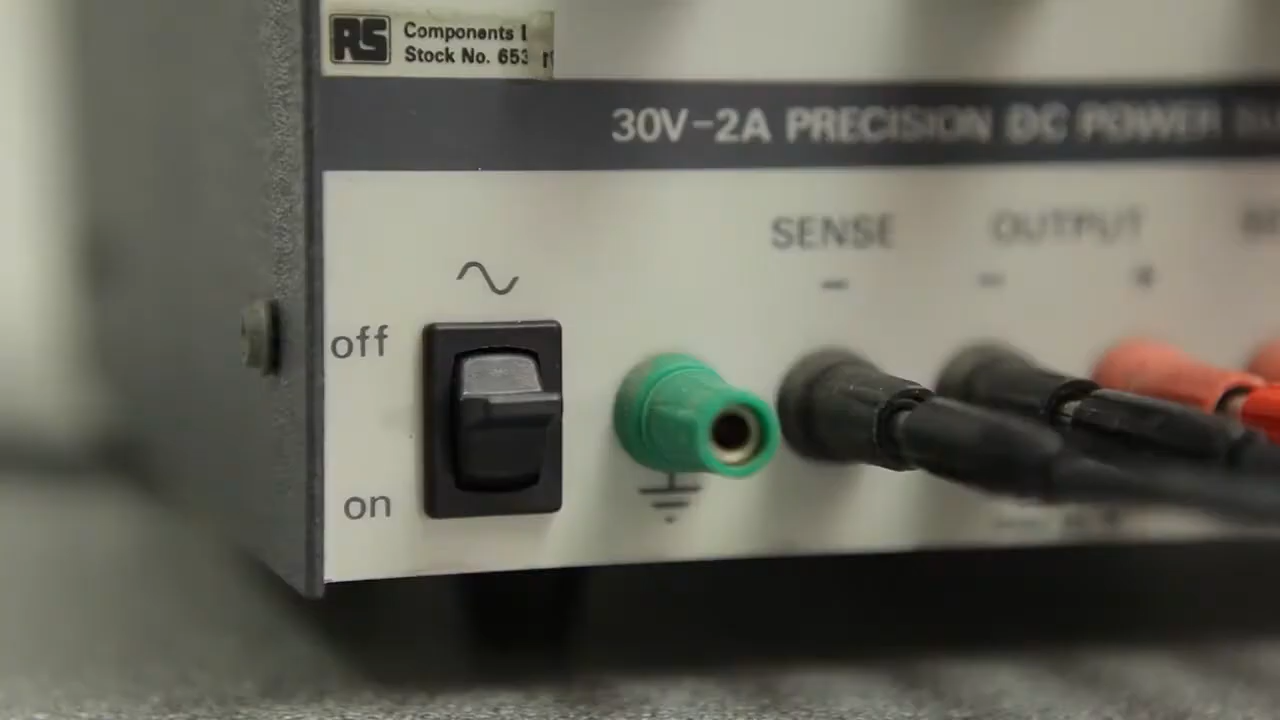 RS
Components
Stock No. 653
30V-2A PRECISION DC POWER
SENSE
OUTPUT
-
-
+
off
on